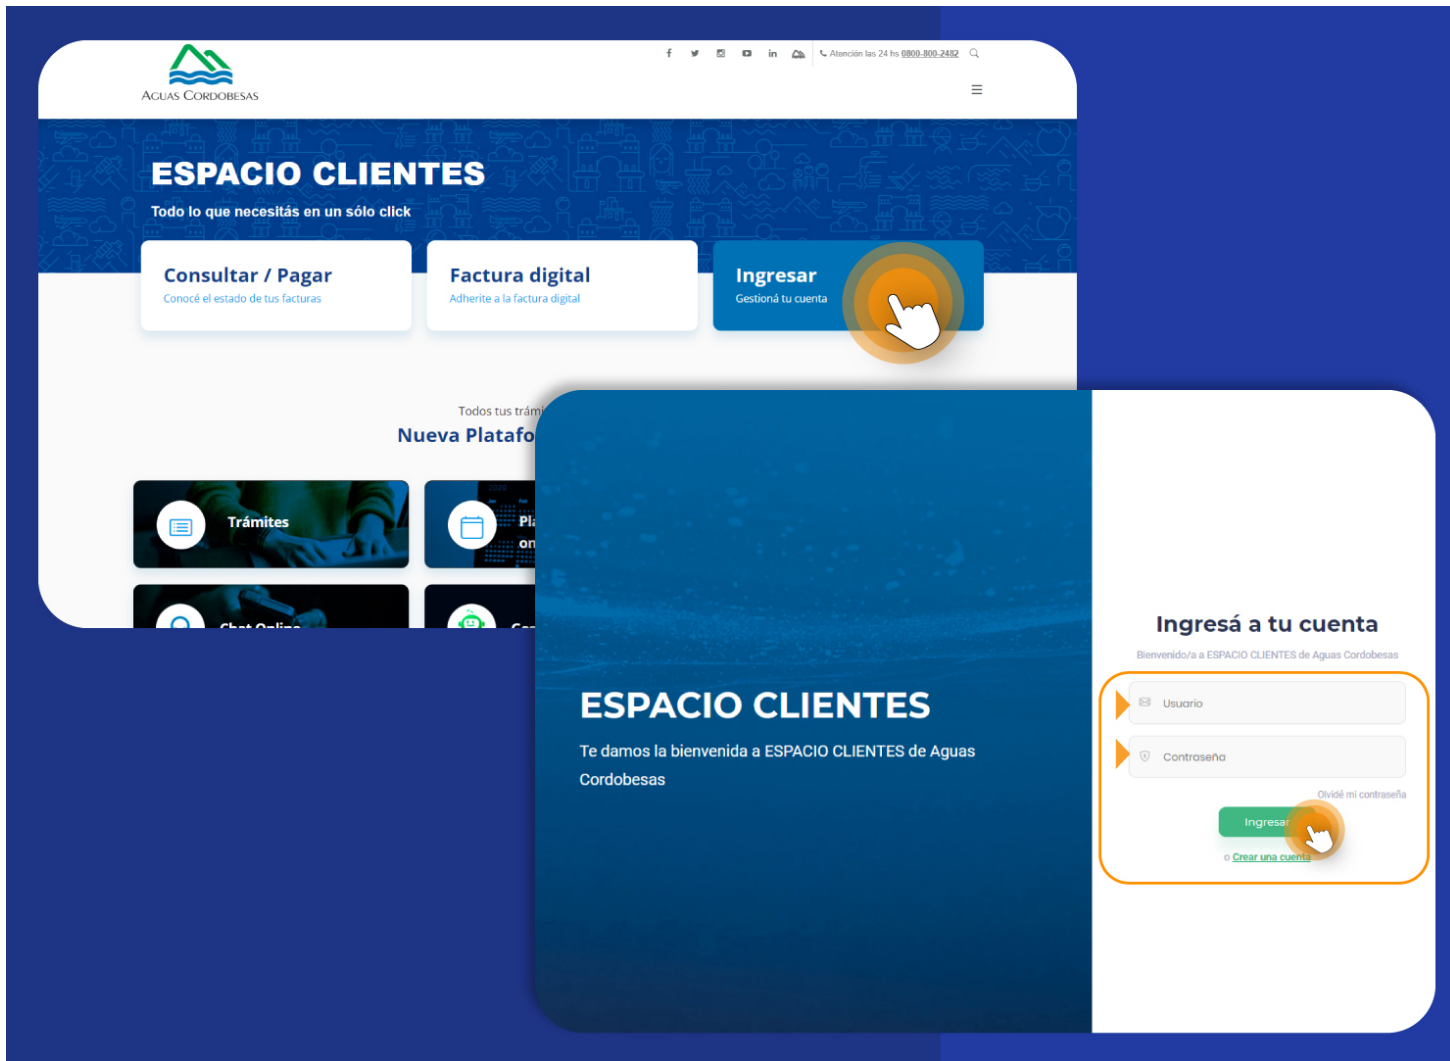 Atención las 24 hs 0800-800-2482
AGUAS CORDOBESAS
ESPACIO CLIENTES
Todo lo que necesitás en un sólo click
Consultar / Pagar
Conocé el estado de tus facturas
Factura digital
Adherite a la factura digital
Ingresar
Gestioná tu cuenta
Todos tus trámi
Nueva Platafo
Trámites
Chat Online
ESPACIO CLIENTES
Te damos la bienvenida a ESPACIO CLIENTES de Aguas
Cordobesas
Ingresá a tu cuenta
Bienvenido/a a ESPACIO CLIENTES de Aguas Cordobesas
Usuario
Contraseña
Olvidé mi contraseña
Ingresar
o Crear una cuenta